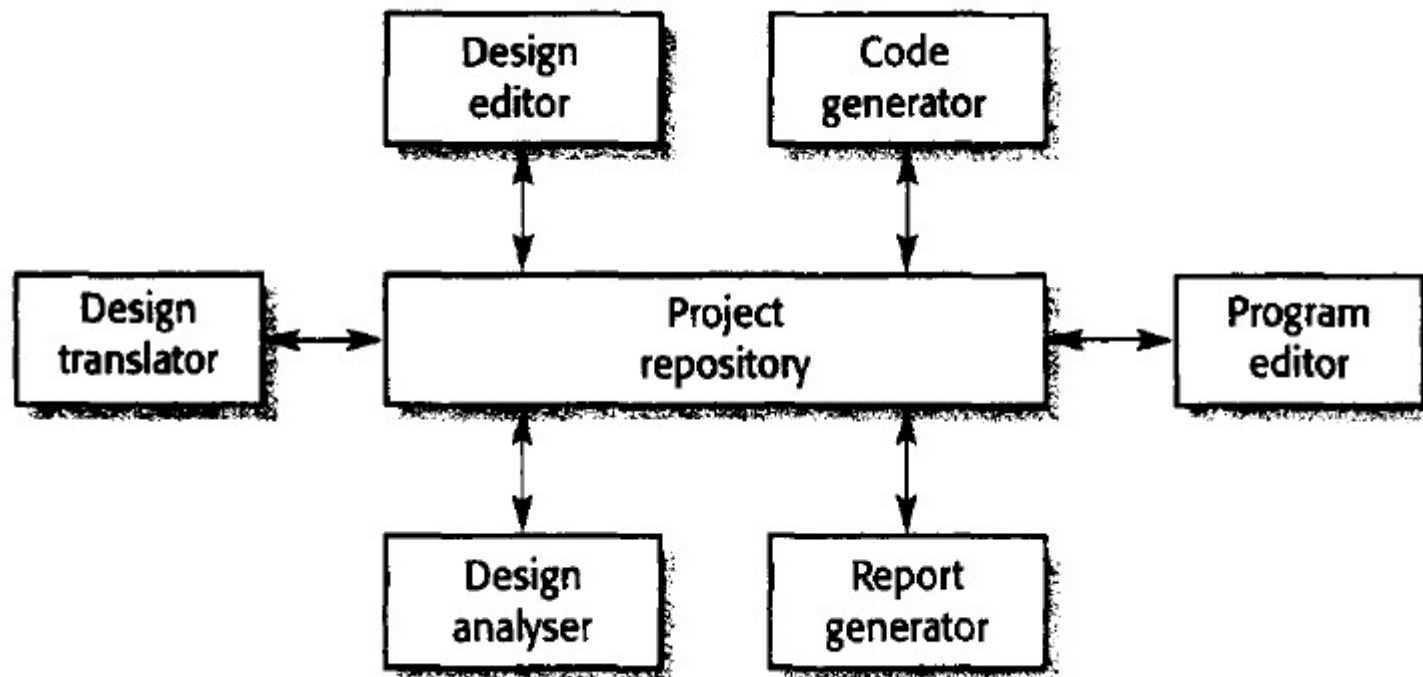 Design
editor
Code
generator
Design
translator
Project
repository
Program
editor
Design
analyser
Report
generator